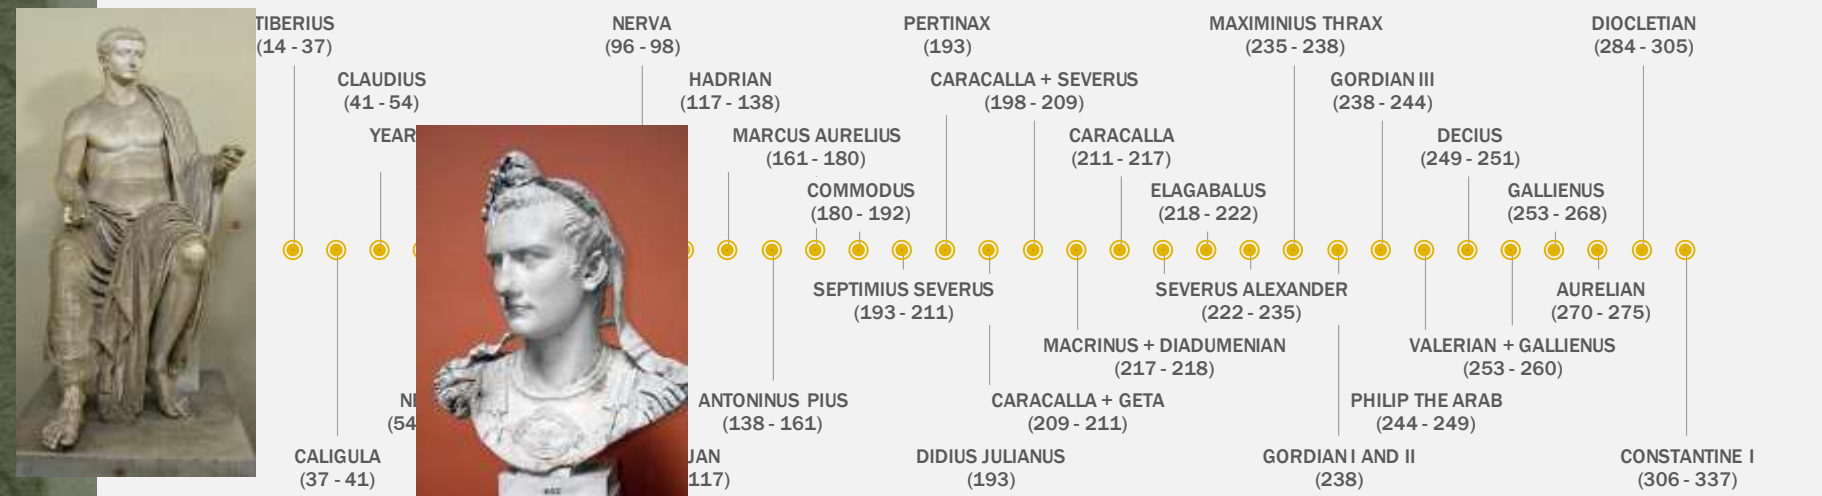 TIBERIUS
(14 - 37)
NERVA
(96 - 98)
PERTINAX
(193)
MAXIMINIUS THRAX
(235 - 238)
DIOCLETIAN
(284 - 305)
CLAUDIUS
(41 - 54)
HADRIAN
(117 - 138)
CARACALLA + SEVERUS
(198 - 209)
GORDIAN III
(238 - 244)
YEAR
MARCUS AURELIUS
(161 - 180)
CARACALLA
(211 - 217)
DECIUS
(249 - 251)
COMMODUS
(180 - 192)
ELAGABALUS
(218 - 222)
GALLIENUS
(253 - 268)
SEPTIMIUS SEVERUS
(193 - 211)
SEVERUS ALEXANDER
(222 - 235)
AURELIAN
(270 - 275)
MACRINUS + DIADUMENIAN
(217 - 218)
VALERIAN + GALLIENUS
(253 - 260)
(54
ANTONINUS PIUS
(138 - 161)
CARACALLA + GETA
(209 - 211)
PHILIP THE ARAB
(244 - 249)
CALIGULA
(37 - 41)
JAN
117)
DIDIUS JULIANUS
(193)
GORDIAN I AND II
(238)
CONSTANTINE I
(306 - 337)